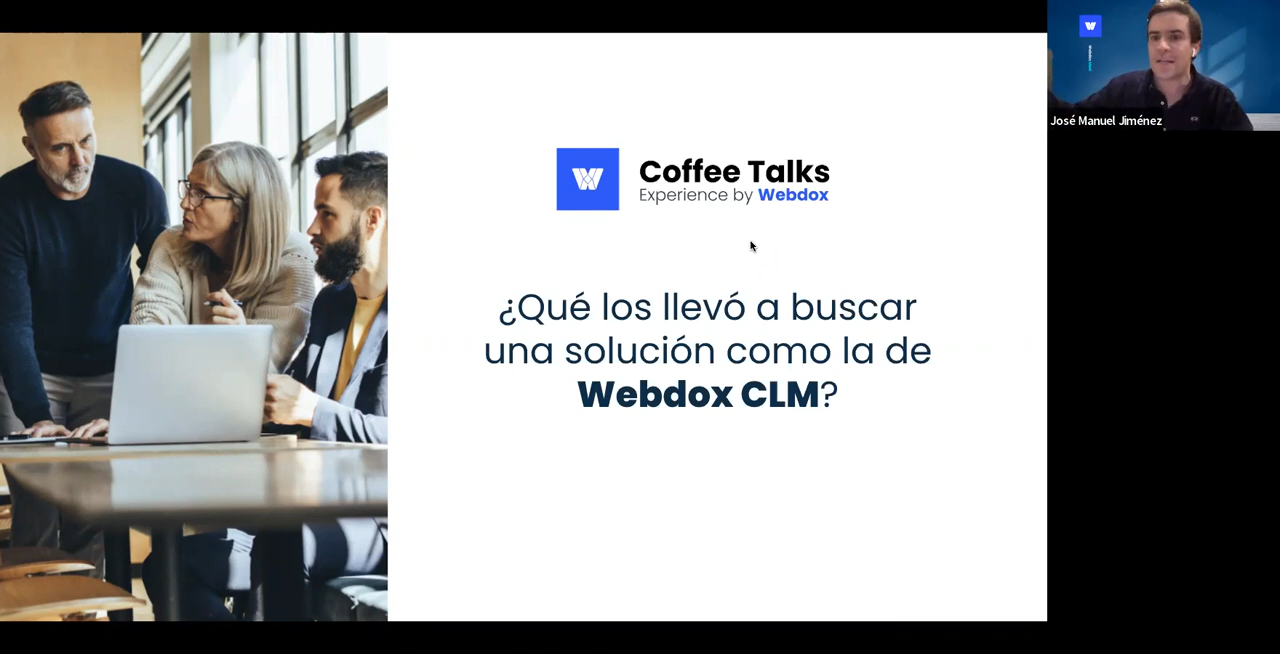 Coffee Talks
Experience by Webdox
¿Qué los llevó a buscar
una solución como la de
Webdox CLM?
José Manuel Jiménez